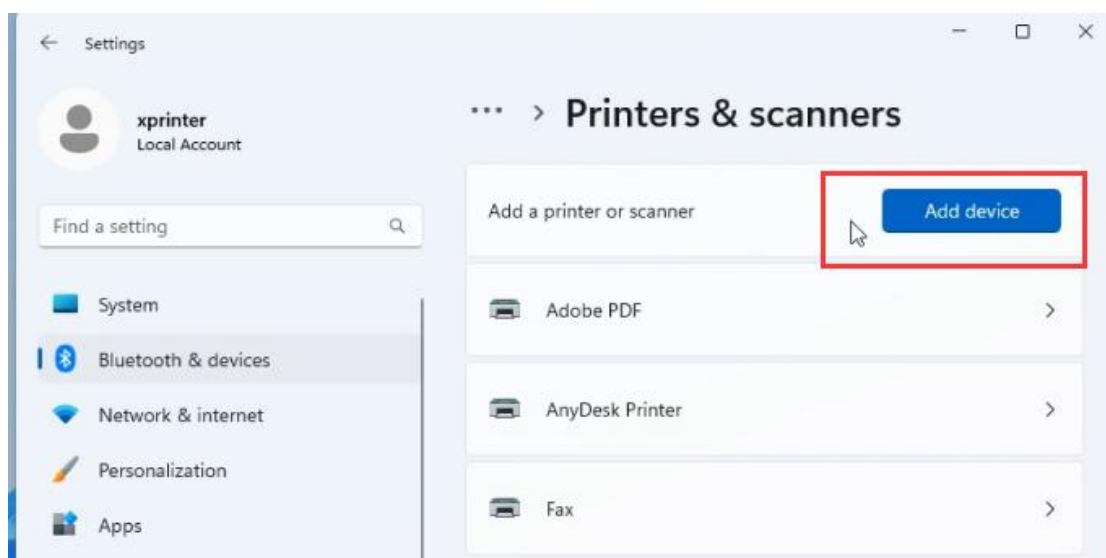 Settings
xprinter
Local Account
Find a setting
System
Bluetooth & devices
Network & internet
Personalization
Apps
... > Printers & scanners
Add a printer or scanner
Add device
Adobe PDF
AnyDesk Printer
Fax